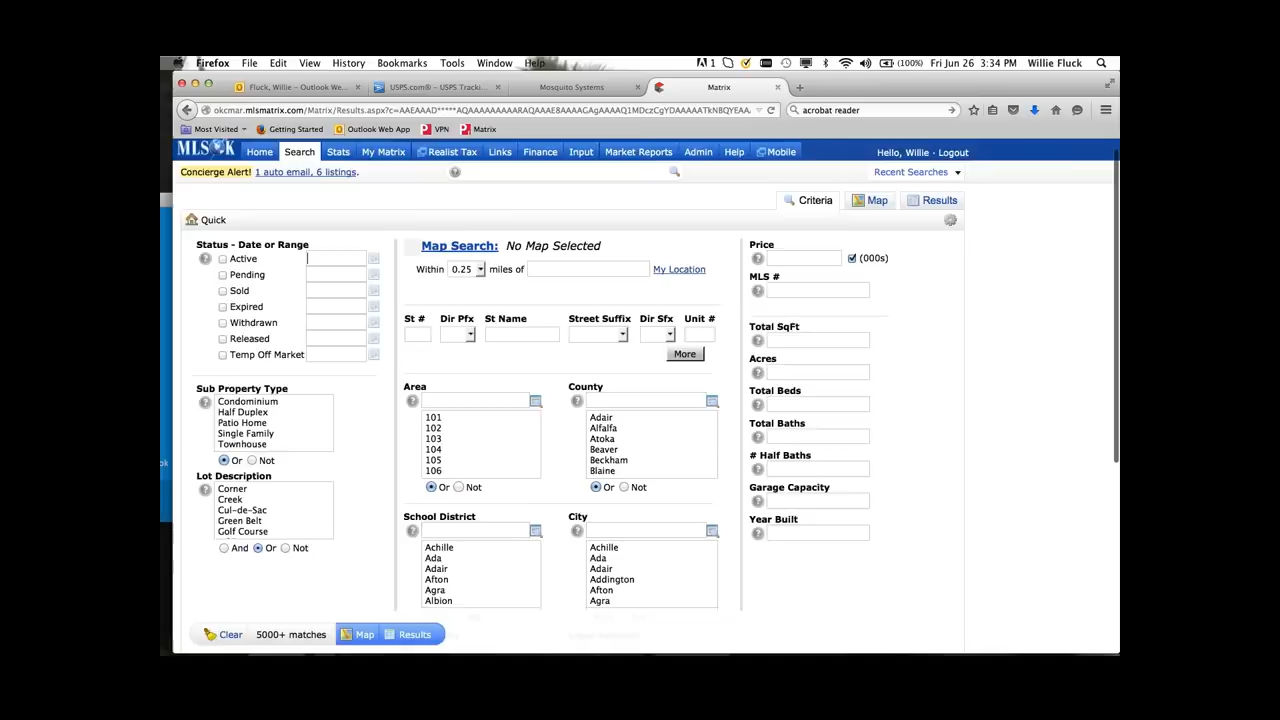 Firefox File Edit View History Bookmarks Tools Window Help 1 (100%) Fri Jun 26 3:34 PM Willie Fluck
Fluck, Willie – Outlook We... × USPS.com® – USPS Tracki... × Mosquito Systems × Matrix × +
okcmar.mlsmatrix.com/Matrix/Results.aspx?c=AAEAAAD*****AQAAAAAAAAARAQAAAE8AAAAGAgAAAAQ1MDczCgYDAAAAATkNBQYEAA. acrobat reader
Most Visited Getting Started Outlook Web App VPN Matrix
MLSOK Home Search Stats My Matrix Realist Tax Links Finance Input Market Reports Admin Help Mobile Hello, Willie · Logout
Concierge Alert! 1 auto email, 6 listings. Recent Searches
Criteria Map Results
Quick
Status - Date or Range
Active
Pending
Sold
Expired
Withdrawn
Released
Temp Off Market
Sub Property Type
Condominium
Half Duplex
Patio Home
Single Family
Townhouse
Or Not
Lot Description
Corner
Creek
Cul-de-Sac
Green Belt
Golf Course
And Or Not
Map Search: No Map Selected
Within 0.25 miles of My Location
St # Dir Pfx St Name Street Suffix Dir Sfx Unit #
More
Area
101
102
103
104
105
106
Or Not
County
Adair
Alfalfa
Atoka
Beaver
Beckham
Blaine
Or Not
School District
Achille
Ada
Adair
Afton
Agra
Albion
City
Achille
Ada
Adair
Addington
Afton
Agra
Price
(000s)
MLS #
Total SqFt
Acres
Total Beds
Total Baths
# Half Baths
Garage Capacity
Year Built
Clear 5000+ matches Map Results